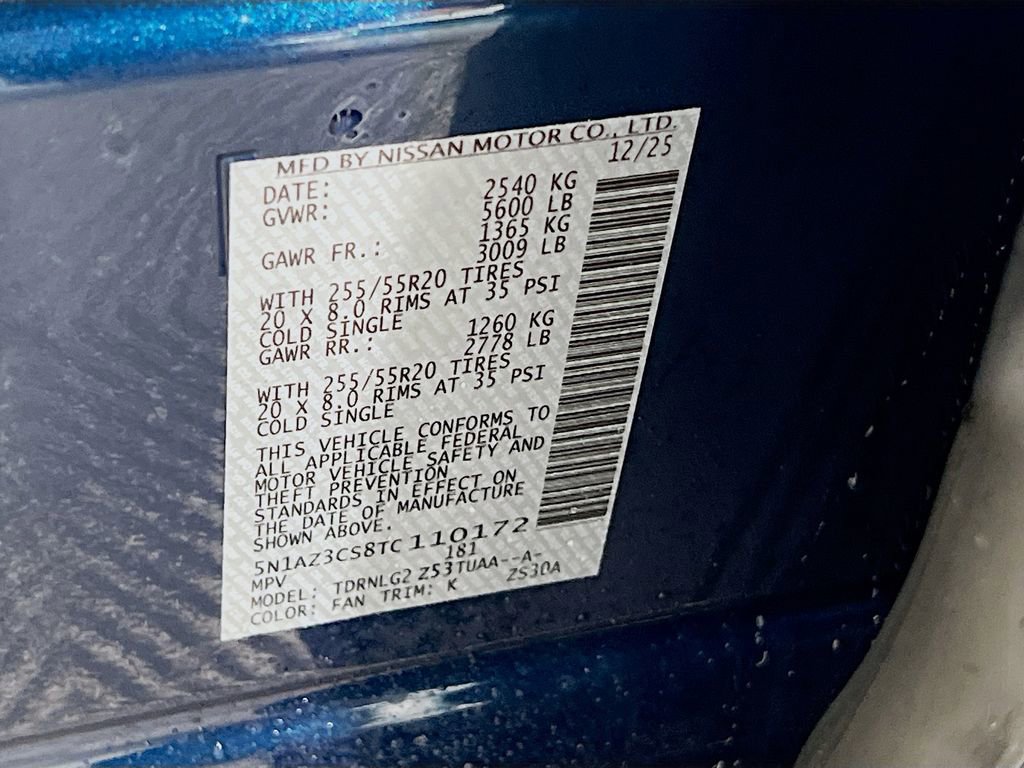 MFD BY NISSAN MOTOR CO., LTD.
DATE: 12/25
GVWR: 2540 KG
5600 LB
GAWR FR.: 1365 KG
3009 LB
WITH 255/55R20 TIRES
20 X 8.0 RIMS AT 35 PSI
COLD SINGLE
GAWR RR.: 1260 KG
2778 LB
WITH 255/55R20 TIRES
20 X 8.0 RIMS AT 35 PSI
COLD SINGLE
THIS VEHICLE CONFORMS TO
ALL APPLICABLE FEDERAL
MOTOR VEHICLE SAFETY AND
THEFT PREVENTION
STANDARDS IN EFFECT ON
THE DATE OF MANUFACTURE
SHOWN ABOVE.
5N1AZ3CS8TC110172
MPV 181
MODEL: TDRNLG2 Z53TUAA--A-
COLOR: FAN TRIM: K ZS30A